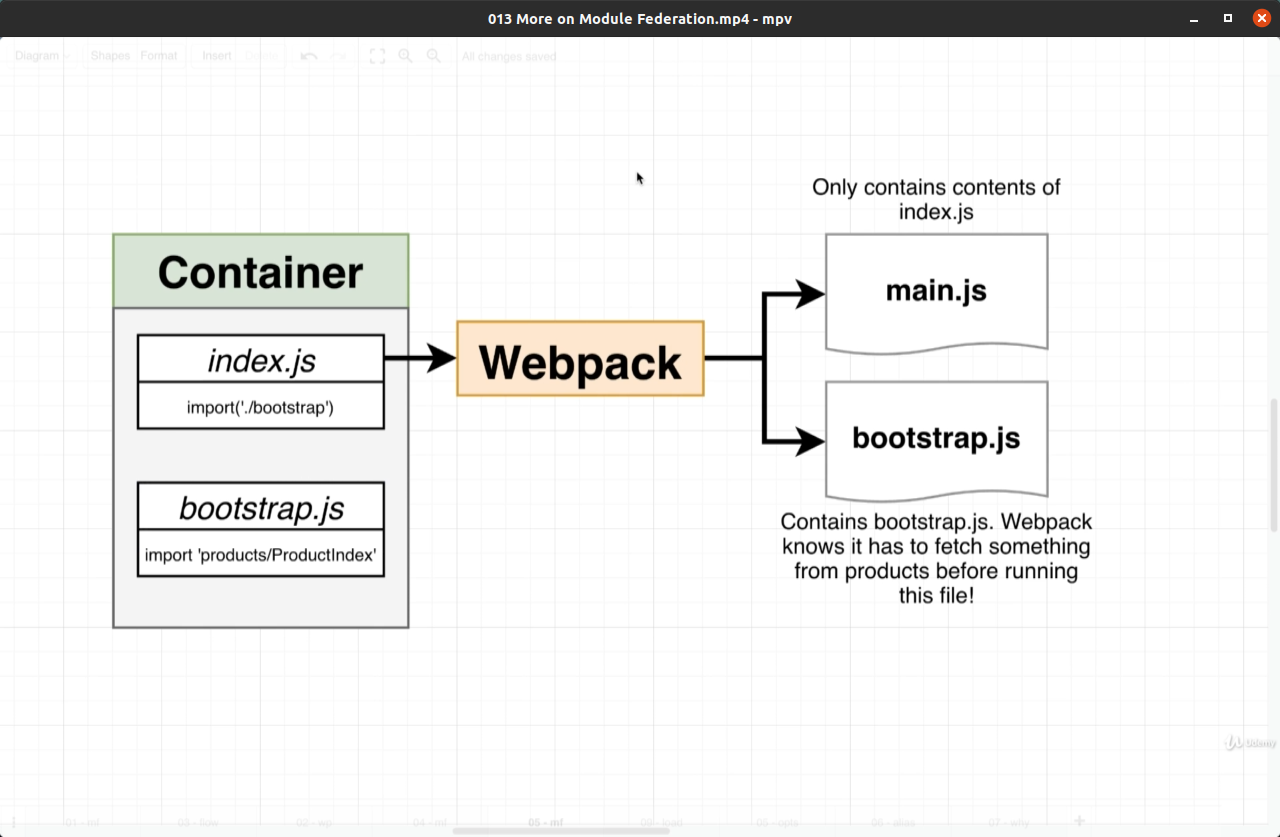 013 More on Module Federation.mp4 - mpv
Diagram
Shapes
Format
Insert
Delete
All changes saved
Only contains contents of
index.js
Container
main.js
index.js
Webpack
import('./bootstrap')
bootstrap.js
bootstrap.js
import 'products/ProductIndex'
Contains bootstrap.js. Webpack
knows it has to fetch something
from products before running
this file!
Udemy
01 - mf
03 - flow
02 - wp
04 - mf
05 - mf
05 - opts
06 - alias
07 - why